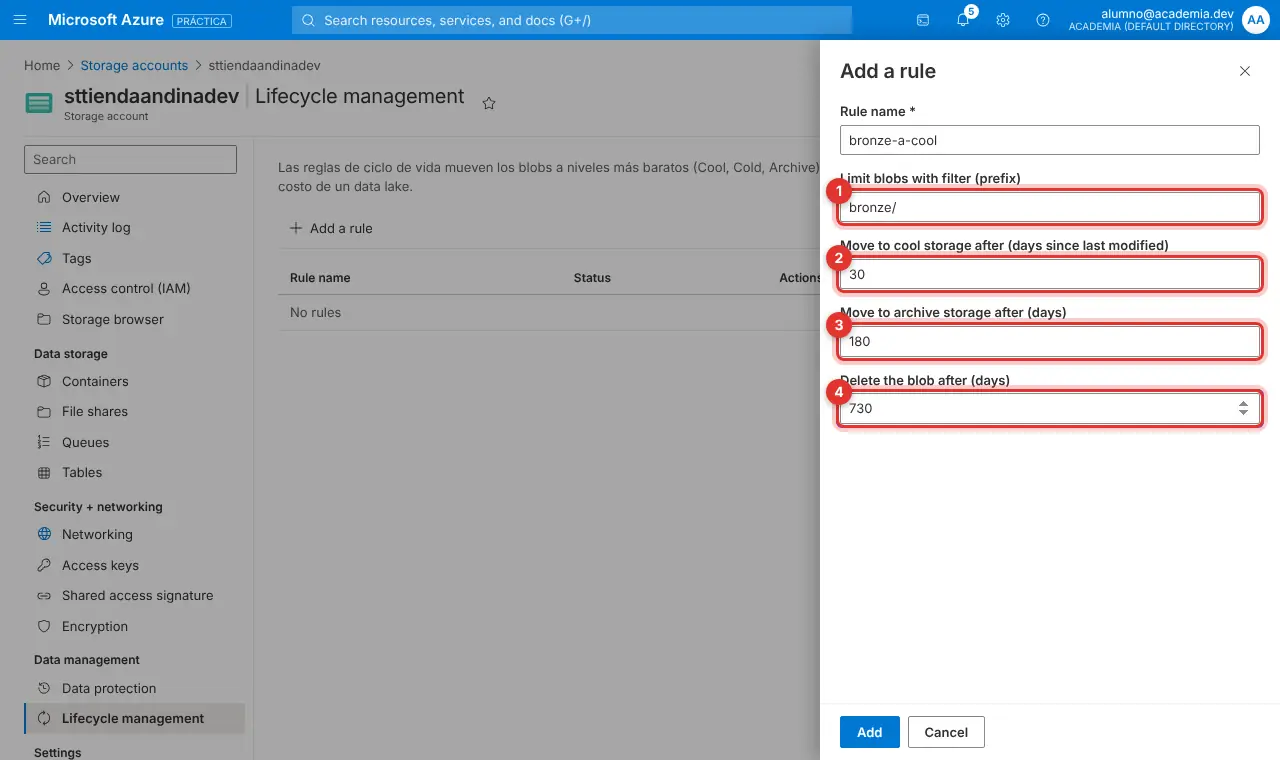 Microsoft Azure PRÁCTICA
Search resources, services, and docs (G+/)
5
alumno@academia.dev
ACADEMIA (DEFAULT DIRECTORY)
AA
Home > Storage accounts > sttiendaandinadev
sttiendaandinadev | Lifecycle management
Storage account
Search
Overview
Activity log
Tags
Access control (IAM)
Storage browser
Data storage
Containers
File shares
Queues
Tables
Security + networking
Networking
Access keys
Shared access signature
Encryption
Data management
Data protection
Lifecycle management
Settings
Las reglas de ciclo de vida mueven los blobs a niveles más baratos (Cool, Cold, Archive)
costo de un data lake.
Add a rule
Rule name Status Actions
No rules
Add a rule
Rule name *
bronze-a-cool
Limit blobs with filter (prefix)
1
bronze/
Move to cool storage after (days since last modified)
2
30
Move to archive storage after (days)
3
180
Delete the blob after (days)
4
730
Add Cancel